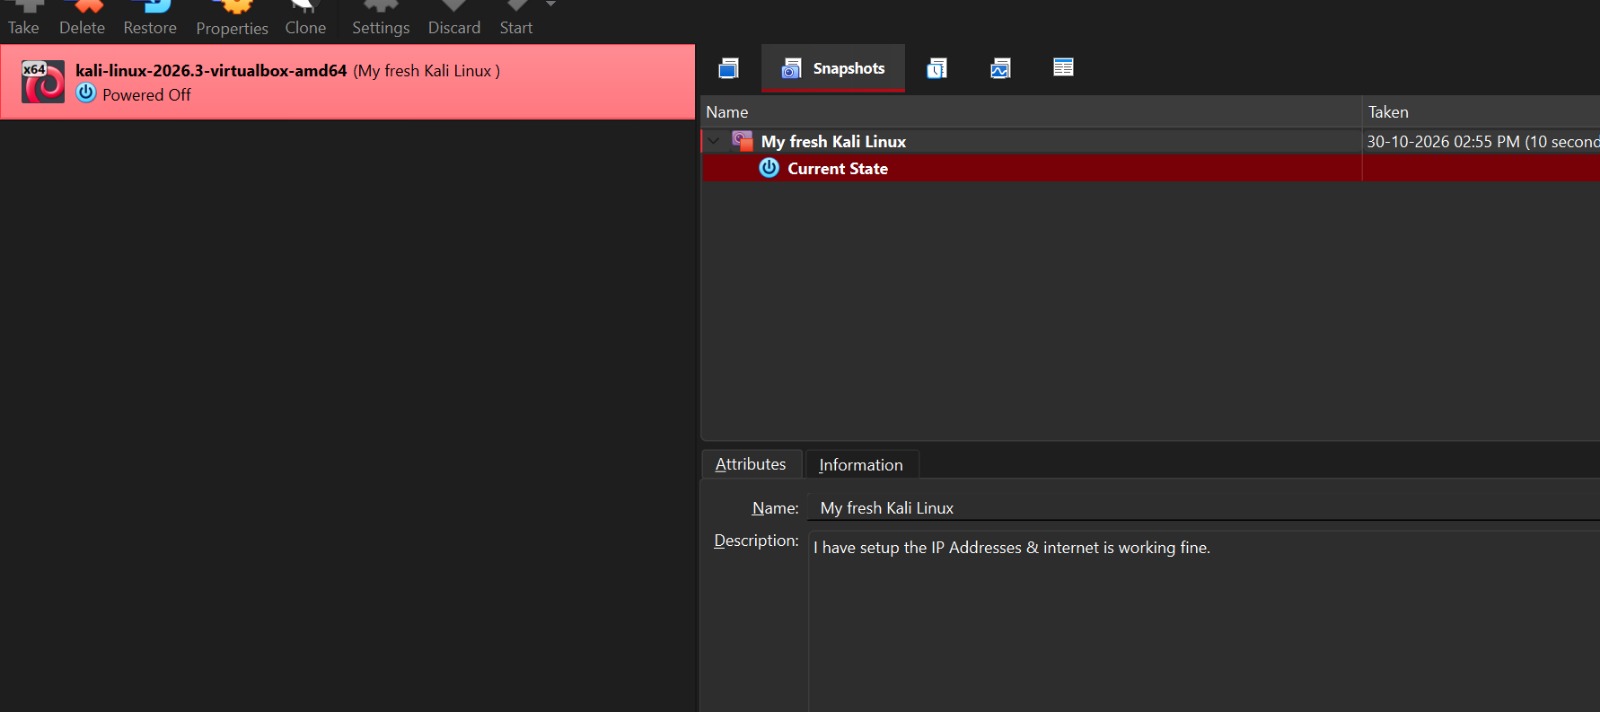 Take Delete Restore Properties Clone Settings Discard Start
x64 kali-linux-2026.3-virtualbox-amd64 (My fresh Kali Linux )
Powered Off
Snapshots
Name Taken
My fresh Kali Linux 30-10-2026 02:55 PM (10 second
Current State
Attributes Information
Name: My fresh Kali Linux
Description: I have setup the IP Addresses & internet is working fine.